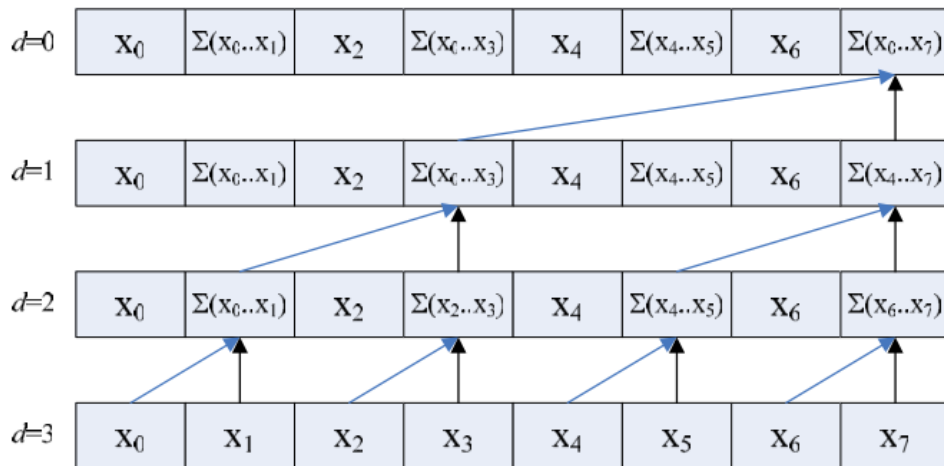 d=0 x₀ Σ(x₀..x₁) x₂ Σ(x₀..x₃) x₄ Σ(x₄..x₅) x₆ Σ(x₀..x₇)
d=1 x₀ Σ(x₀..x₁) x₂ Σ(x₀..x₃) x₄ Σ(x₄..x₅) x₆ Σ(x₄..x₇)
d=2 x₀ Σ(x₀..x₁) x₂ Σ(x₂..x₃) x₄ Σ(x₄..x₅) x₆ Σ(x₆..x₇)
d=3 x₀ x₁ x₂ x₃ x₄ x₅ x₆ x₇